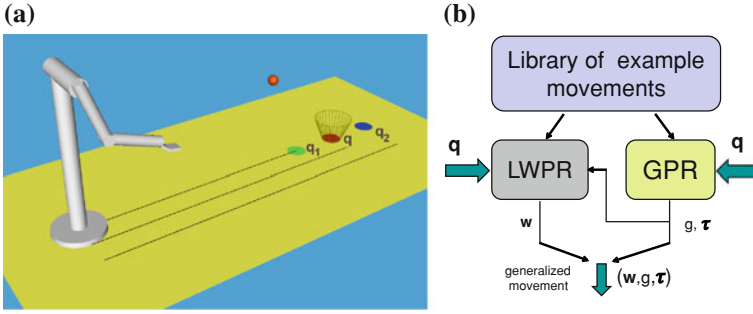 (a)
q₁
q
q₂
(b)
Library of example
movements
q
LWPR
GPR
q
w
g, τ
generalized
movement
(w,g,τ)